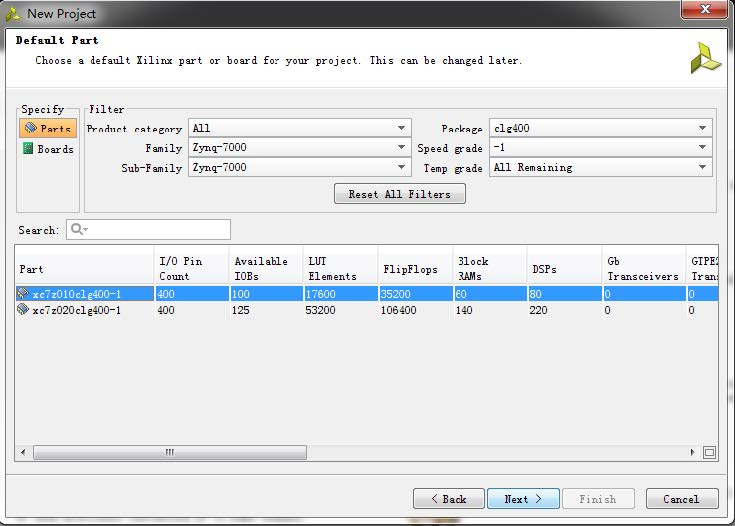 New Project
Default Part
Choose a default Xilinx part or board for your project. This can be changed later.
Specify
Parts
Boards
Filter
Product category All
Package clg400
Family Zynq-7000
Speed grade -1
Sub-Family Zynq-7000
Temp grade All Remaining
Reset All Filters
Search:
Part I/O Pin Count Available IOBs LUT Elements FlipFlops Block RAMs DSPs Gb Transceivers GTPE2 Trans
xc7z010clg400-1 400 100 17600 35200 60 80 0 0
xc7z020clg400-1 400 125 53200 106400 140 220 0 0
< Back
Next >
Finish
Cancel